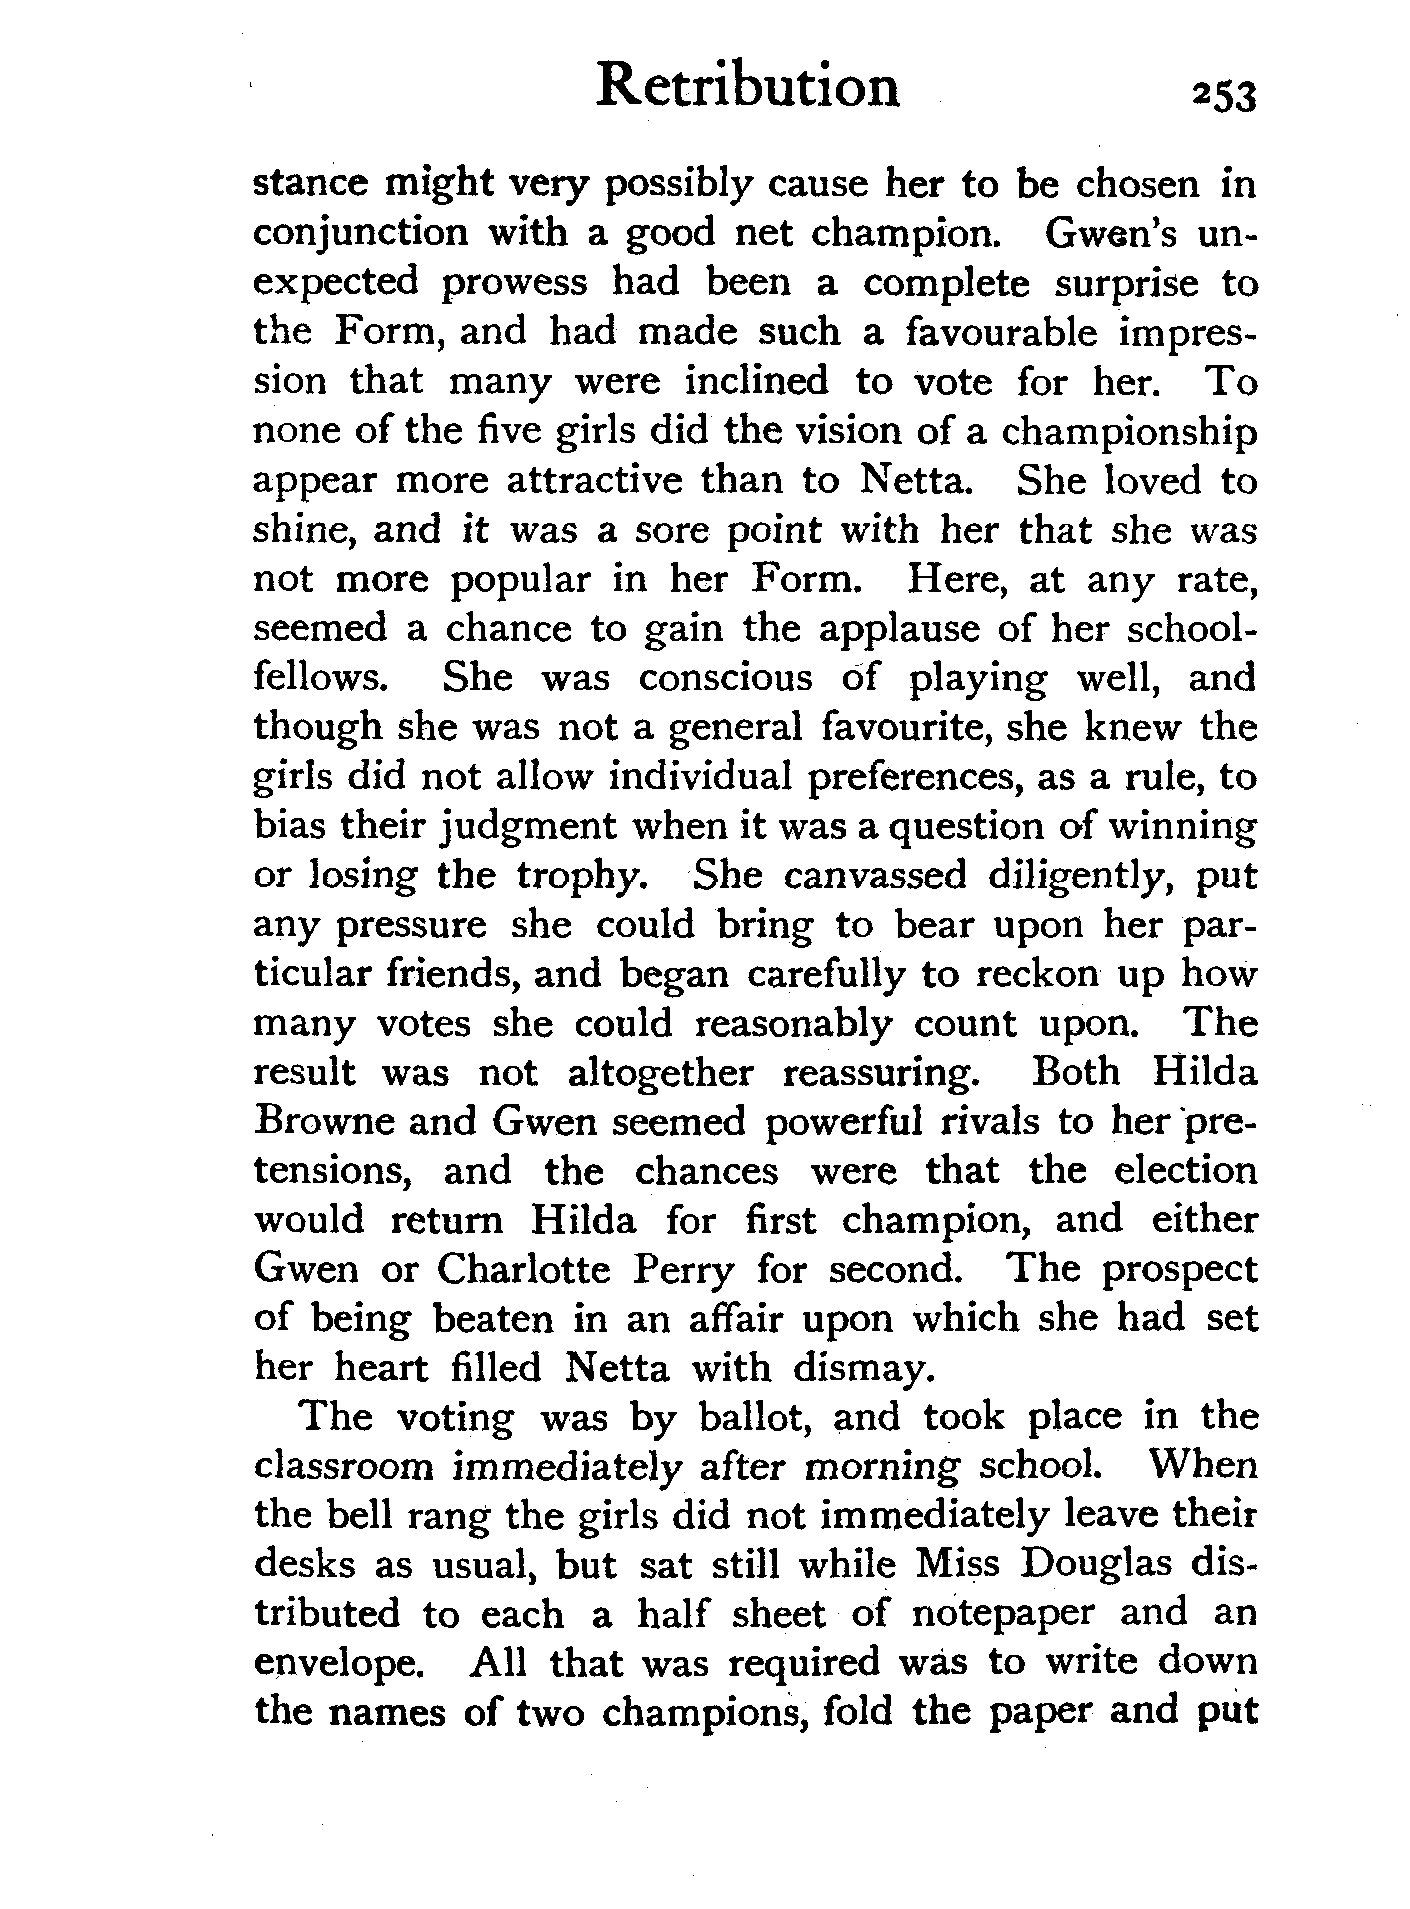 Retribution 253
stance might very possibly cause her to be chosen in
conjunction with a good net champion. Gwen's un-
expected prowess had been a complete surprise to
the Form, and had made such a favourable impres-
sion that many were inclined to vote for her. To
none of the five girls did the vision of a championship
appear more attractive than to Netta. She loved to
shine, and it was a sore point with her that she was
not more popular in her Form. Here, at any rate,
seemed a chance to gain the applause of her school-
fellows. She was conscious of playing well, and
though she was not a general favourite, she knew the
girls did not allow individual preferences, as a rule, to
bias their judgment when it was a question of winning
or losing the trophy. She canvassed diligently, put
any pressure she could bring to bear upon her par-
ticular friends, and began carefully to reckon up how
many votes she could reasonably count upon. The
result was not altogether reassuring. Both Hilda
Browne and Gwen seemed powerful rivals to her pre-
tensions, and the chances were that the election
would return Hilda for first champion, and either
Gwen or Charlotte Perry for second. The prospect
of being beaten in an affair upon which she had set
her heart filled Netta with dismay.
The voting was by ballot, and took place in the
classroom immediately after morning school. When
the bell rang the girls did not immediately leave their
desks as usual, but sat still while Miss Douglas dis-
tributed to each a half sheet of notepaper and an
envelope. All that was required was to write down
the names of two champions, fold the paper and put